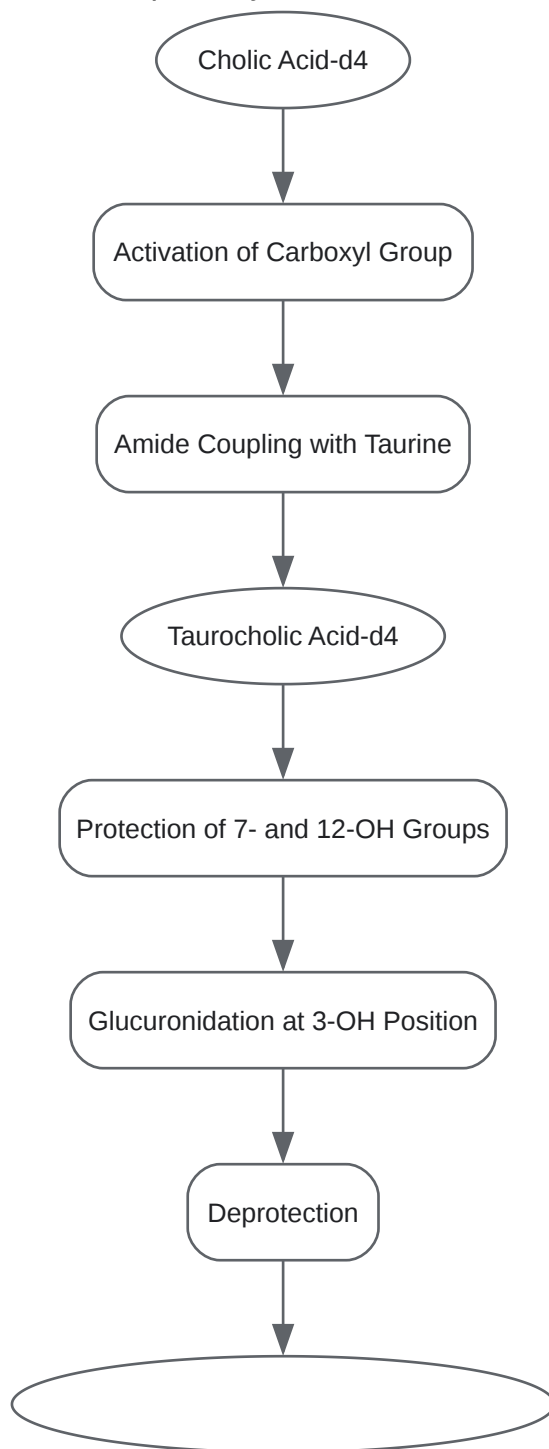 Cholic Acid-d4
Activation of Carboxyl Group
Amide Coupling with Taurine
Taurocholic Acid-d4
Protection of 7- and 12-OH Groups
Glucuronidation at 3-OH Position
Deprotection